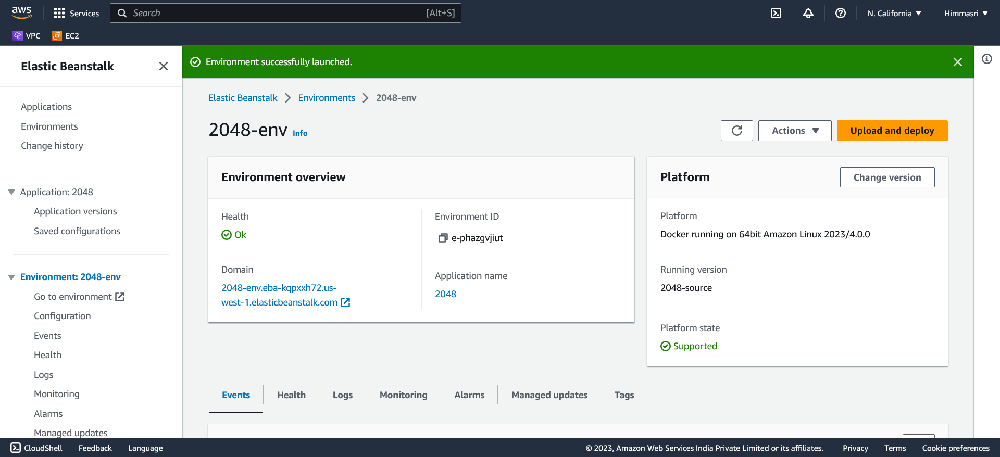 aws
Services
Search
[Alt+S]
N. California
Himmasri
VPC
EC2
Elastic Beanstalk
Applications
Environments
Change history
Application: 2048
Application versions
Saved configurations
Environment: 2048-env
Go to environment
Configuration
Events
Health
Logs
Monitoring
Alarms
Managed updates
Environment successfully launched.
Elastic Beanstalk
Environments
2048-env
2048-env Info
Actions
Upload and deploy
Environment overview
Health
Ok
Domain
2048-env.eba-kqpxxh72.us-
west-1.elasticbeanstalk.com
Environment ID
e-phazgvjiut
Application name
2048
Platform
Change version
Platform
Docker running on 64bit Amazon Linux 2023/4.0.0
Running version
2048-source
Platform state
Supported
Events
Health
Logs
Monitoring
Alarms
Managed updates
Tags
CloudShell
Feedback
Language
© 2023, Amazon Web Services India Private Limited or its affiliates.
Privacy
Terms
Cookie preferences